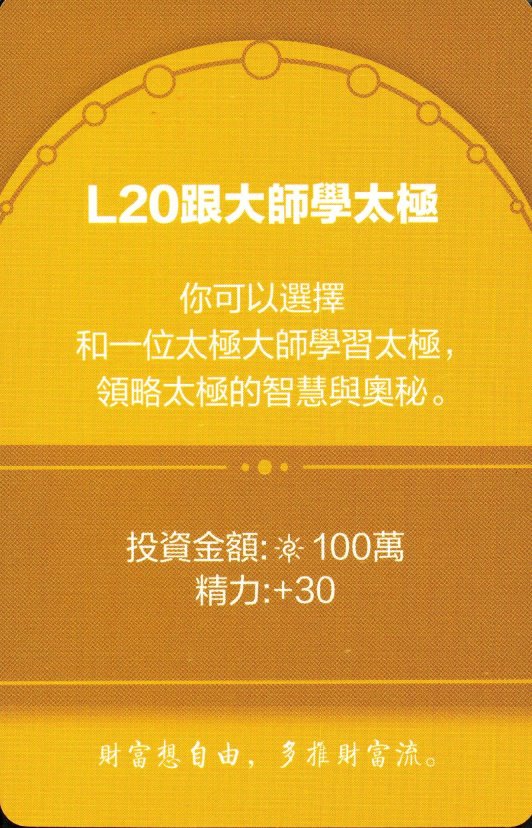 L20跟大師學太極
你可以選擇
和一位太極大師學習太極，
領略太極的智慧與奧秘。
投資金額: 100萬
精力:+30
財富想自由，多推財富流。